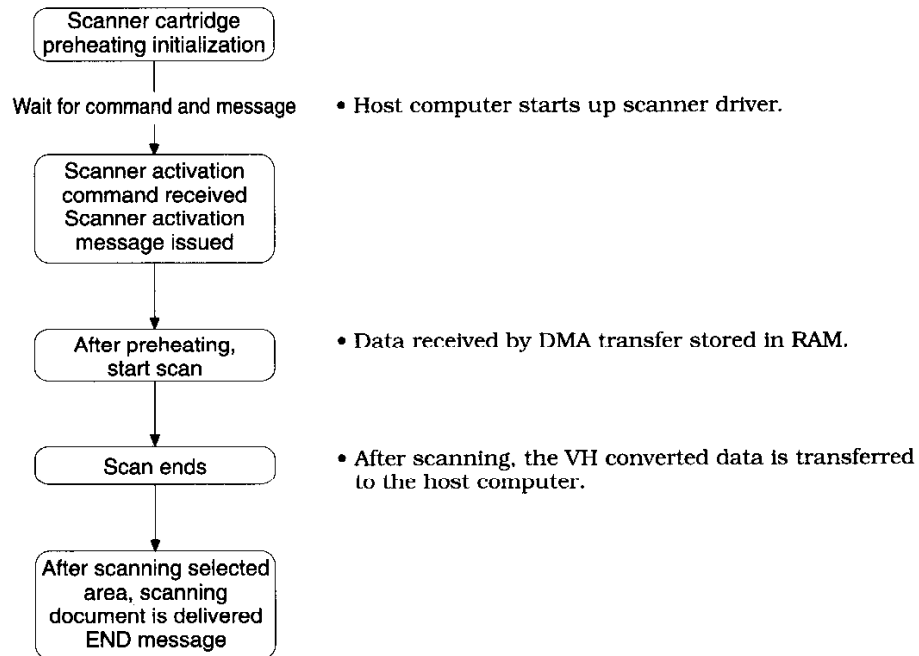 Scanner cartridge
preheating initialization
Wait for command and message
• Host computer starts up scanner driver.
Scanner activation
command received
Scanner activation
message issued
After preheating,
start scan
• Data received by DMA transfer stored in RAM.
Scan ends
• After scanning, the VH converted data is transferred
to the host computer.
After scanning selected
area, scanning
document is delivered
END message